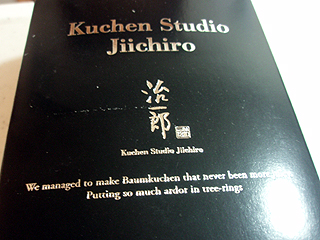 Kuchen Studio
Jiichiro
治一郎
Kuchen Studio Jiichiro
We managed to make Baumkuchen that never been more
Putting so much ardor in tree-rings